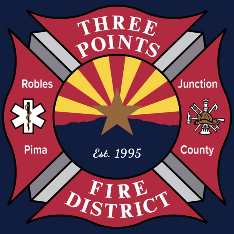 THREE
POINTS
Robles Junction
Est. 1995
Pima County
FIRE
DISTRICT